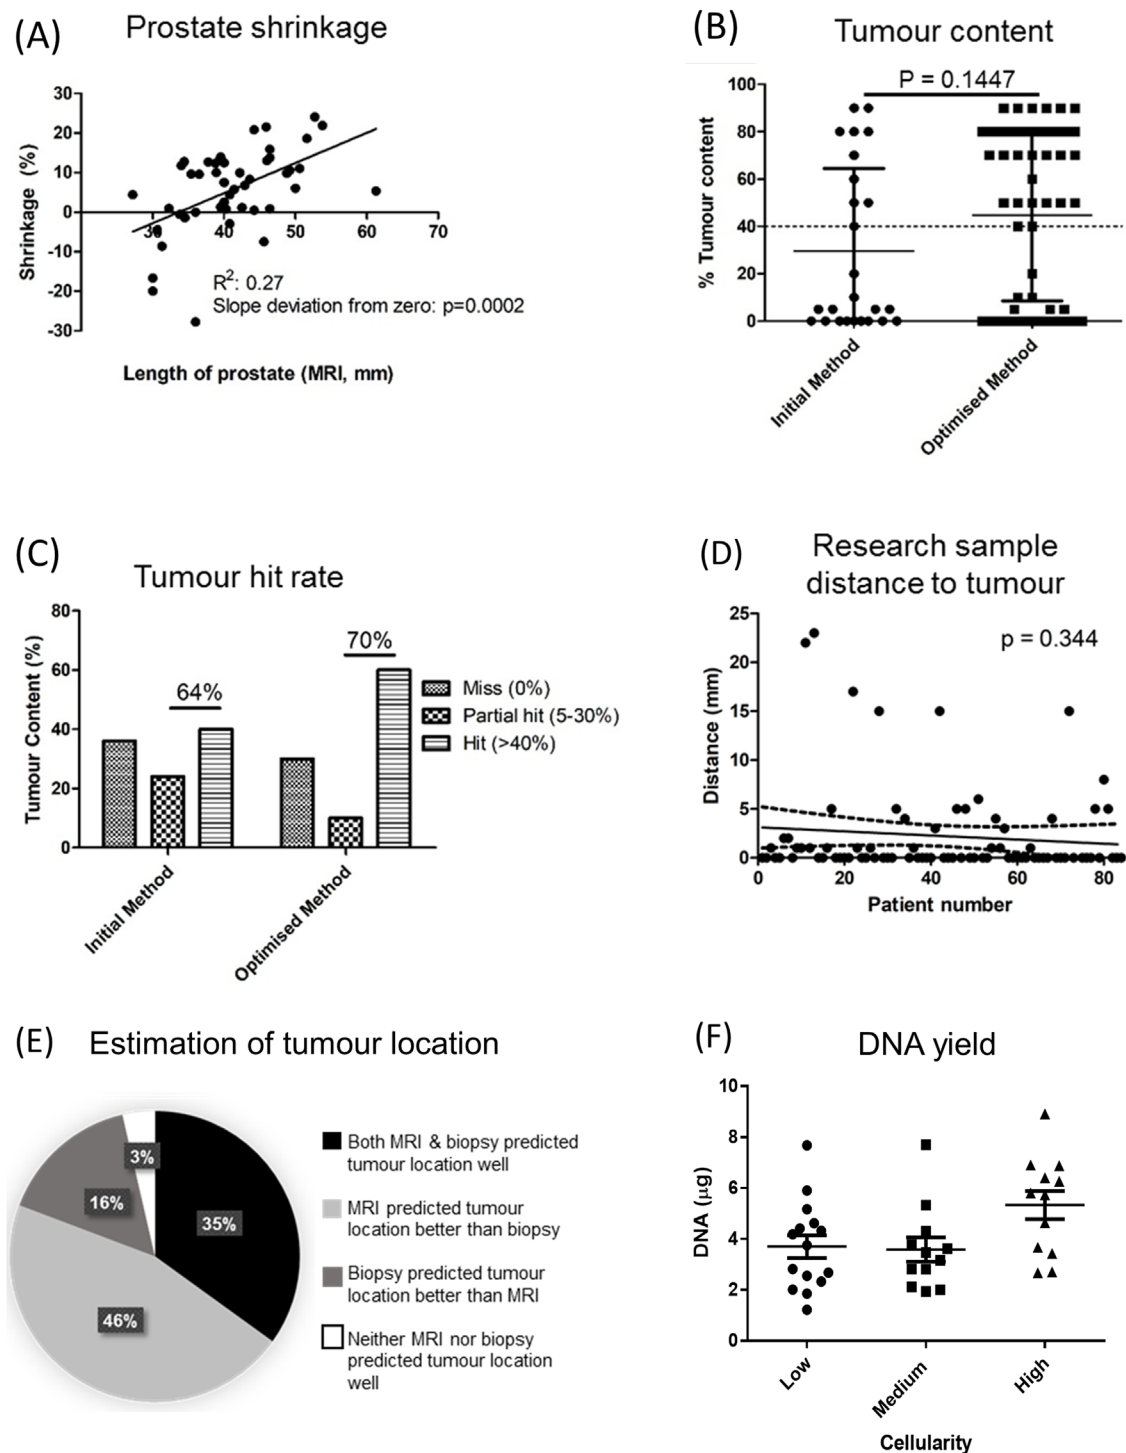 (A)
Prostate shrinkage
30
20
10
0
-10
-20
-30
Shrinkage (%)
30
40
50
60
70
R2: 0.27
Slope deviation from zero: p=0.0002
Length of prostate (MRI, mm)
(B)
Tumour content
P = 0.1447
100
80
60
40
20
0
% Tumour content
Initial Method
Optimised Method
(C)
Tumour hit rate
80
60
40
20
0
Tumour Content (%)
64%
70%
Miss (0%)
Partial hit (5-30%)
Hit (>40%)
Initial Method
Optimised Method
(D)
Research sample
distance to tumour
25
20
15
10
5
0
Distance (mm)
p = 0.344
0
20
40
60
80
Patient number
(E)
Estimation of tumour location
3%
16%
35%
46%
Both MRI & biopsy predicted
tumour location well
MRI predicted tumour
location better than biopsy
Biopsy predicted tumour
location better than MRI
Neither MRI nor biopsy
predicted tumour location
well
(F)
DNA yield
10
8
6
4
2
0
DNA (μg)
Low
Medium
High
Cellularity